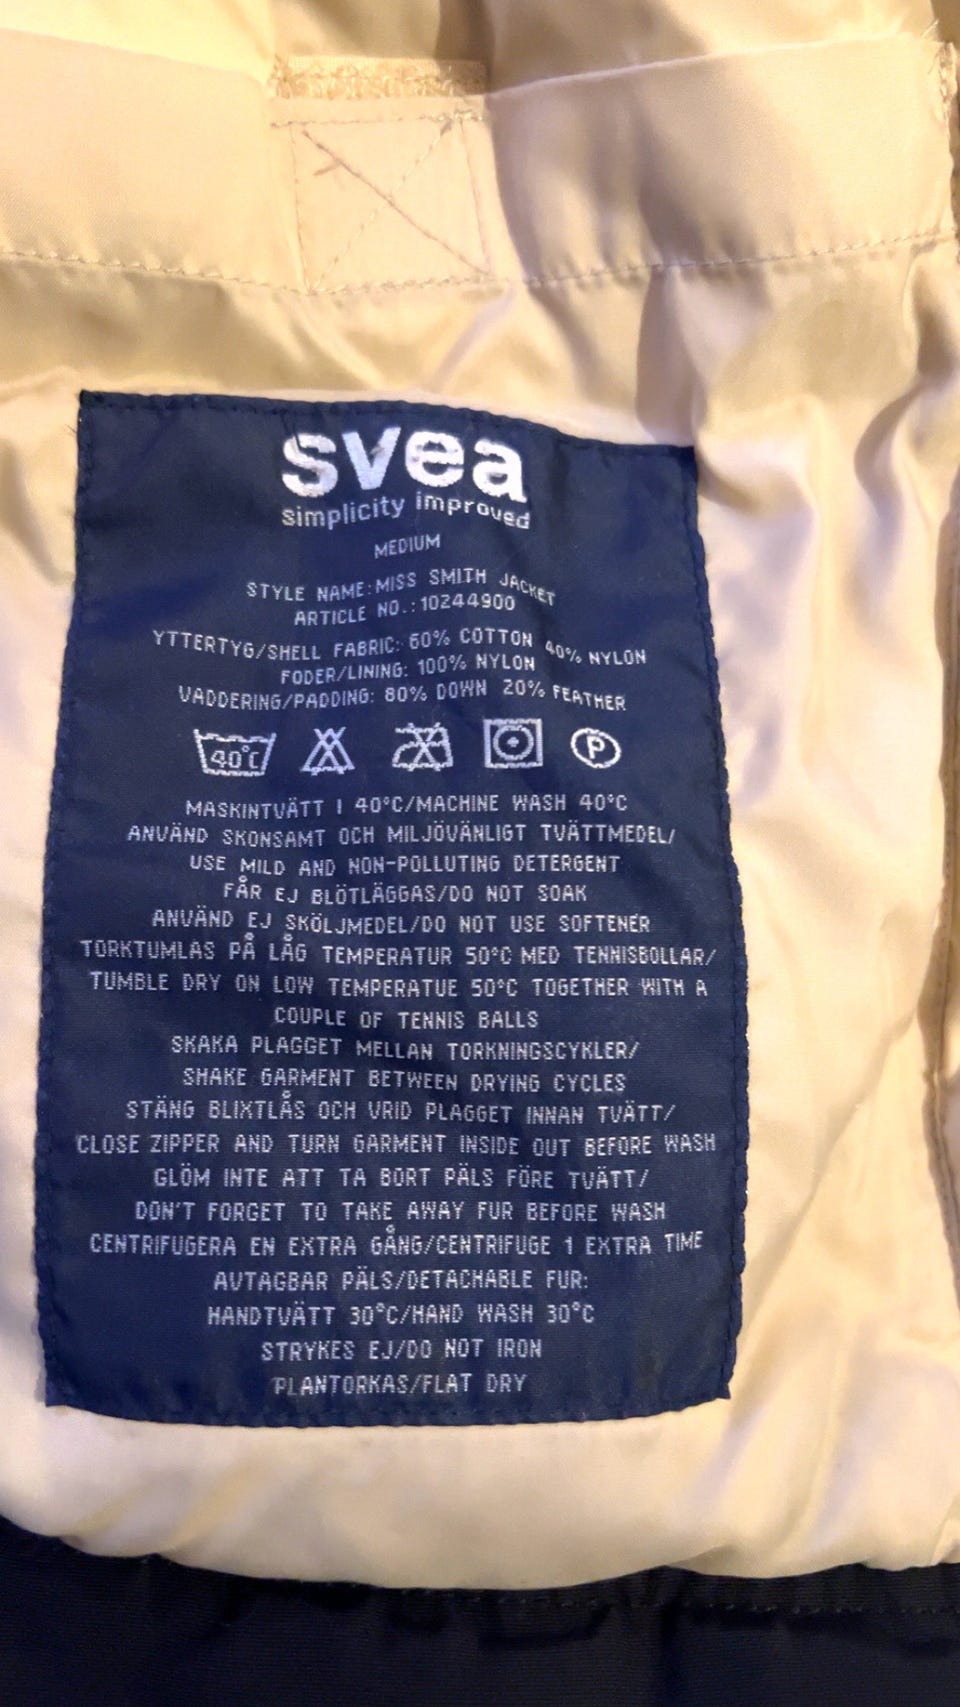 svea
simplicity improved
MEDIUM
STYLE NAME:MISS SMITH JACKET
ARTICLE NO.:10244900
YTTERTYG/SHELL FABRIC: 60% COTTON 40% NYLON
FODER/LINING: 100% NYLON
VADDERING/PADDING: 80% DOWN 20% FEATHER
40°C P
MASKINTVÄTT I 40°C/MACHINE WASH 40°C
ANVÄND SKONSAMT OCH MILJÖVÄNLIGT TVÄTTMEDEL/
USE MILD AND NON-POLLUTING DETERGENT
FÅR EJ BLÖTLÄGGAS/DO NOT SOAK
ANVÄND EJ SKÖLJMEDEL/DO NOT USE SOFTENER
TORKTUMLAS PÅ LÅG TEMPERATUR 50°C MED TENNISBOLLAR/
TUMBLE DRY ON LOW TEMPERATUE 50°C TOGETHER WITH A
COUPLE OF TENNIS BALLS
SKAKA PLAGGET MELLAN TORKNINGSCYKLER/
SHAKE GARMENT BETWEEN DRYING CYCLES
STÄNG BLIXTLÅS OCH VRID PLAGGET INNAN TVÄTT/
CLOSE ZIPPER AND TURN GARMENT INSIDE OUT BEFORE WASH
GLÖM INTE ATT TA BORT PÄLS FÖRE TVÄTT/
DON'T FORGET TO TAKE AWAY FUR BEFORE WASH
CENTRIFUGERA EN EXTRA GÅNG/CENTRIFUGE 1 EXTRA TIME
AVTAGBAR PÄLS/DETACHABLE FUR:
HANDTVÄTT 30°C/HAND WASH 30°C
STRYKES EJ/DO NOT IRON
PLANTORKAS/FLAT DRY